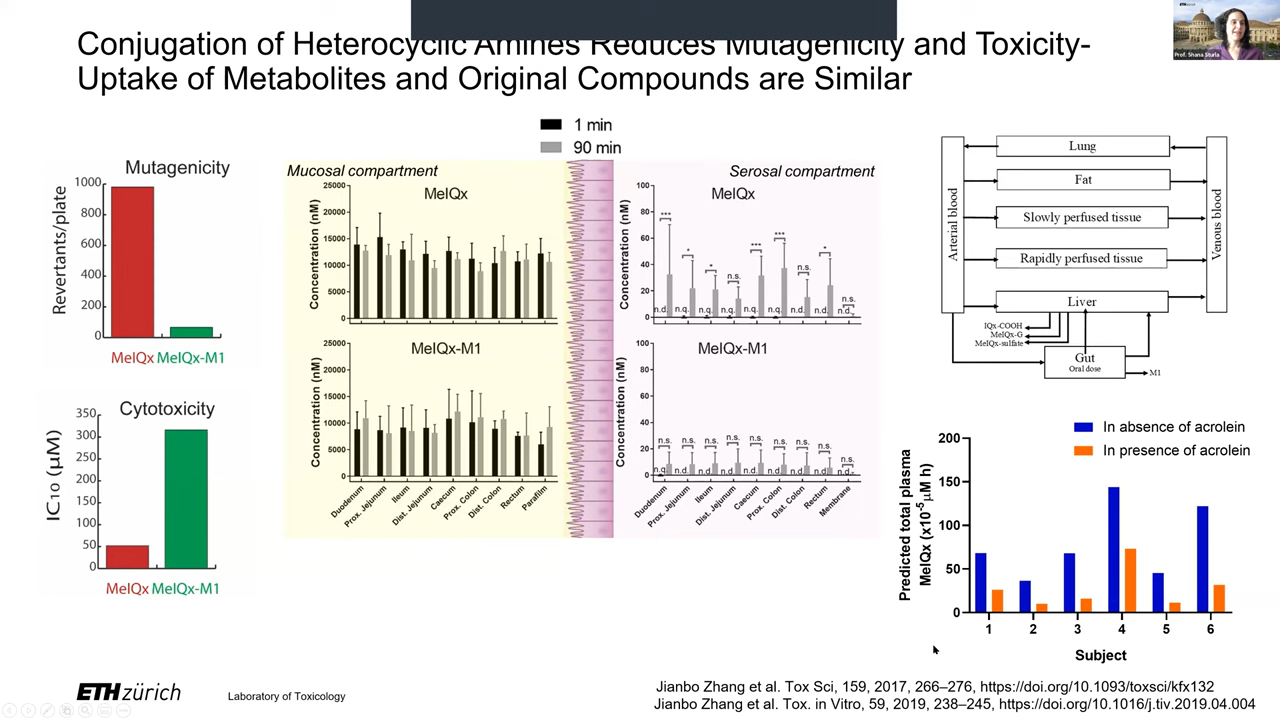 Conjugation of Heterocyclic Amines Reduces Mutagenicity and Toxicity-
Uptake of Metabolites and Original Compounds are Similar
ETHzürich
Prof. Shana Sturla
1 min
90 min
Mutagenicity
Revertants/plate
1000
800
600
400
200
0
MeIQx MeIQx-M1
Cytotoxicity
IC10 (µM)
350
300
250
200
150
100
50
0
MeIQx MeIQx-M1
Mucosal compartment
MeIQx
Concentration (nM)
25000
20000
15000
10000
5000
0
MeIQx-M1
Concentration (nM)
25000
20000
15000
10000
5000
0
Duodenum
Prox. Jejunum
Ileum
Dist. Jejunum
Caecum
Prox. Colon
Dist. Colon
Rectum
Parafilm
Serosal compartment
MeIQx
Concentration (nM)
100
80
60
40
20
0
*** * * n.s. *** *** n.s. * n.s.
n.d. n.q. n.q. n.d. n.q. n.d. n.d. n.d. n.d.
MeIQx-M1
Concentration (nM)
100
80
60
40
20
0
n.s. n.s. n.s. n.s. n.s. n.s. n.s. n.s. n.s.
n.q. n.d. n.d. n.d. n.d. n.d. n.d. n.d. n.d.
Duodenum
Prox. Jejunum
Ileum
Dist. Jejunum
Caecum
Prox. Colon
Dist. Colon
Rectum
Membrane
Arterial blood
Lung
Fat
Slowly perfused tissue
Rapidly perfused tissue
Liver
Venous blood
IQx-COOH
MeIQx-G
MeIQx-sulfate
Gut
Oral dose
M1
In absence of acrolein
In presence of acrolein
Predicted total plasma
MeIQx (x10-5µM h)
200
150
100
50
0
1 2 3 4 5 6
Subject
ETHzürich
Laboratory of Toxicology
Jianbo Zhang et al. Tox Sci, 159, 2017, 266–276, https://doi.org/10.1093/toxsci/kfx132
Jianbo Zhang et al. Tox. in Vitro, 59, 2019, 238–245, https://doi.org/10.1016/j.tiv.2019.04.004